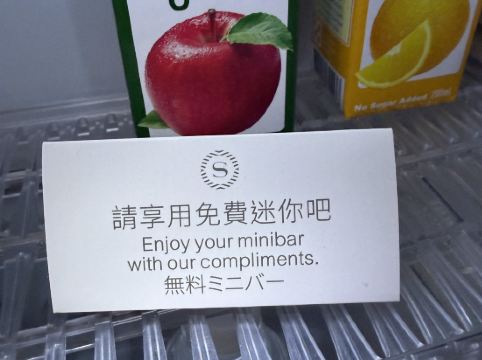 S
請享用免費迷你吧
Enjoy your minibar
with our compliments.
無料ミニバー
No Sugar Added 250ml